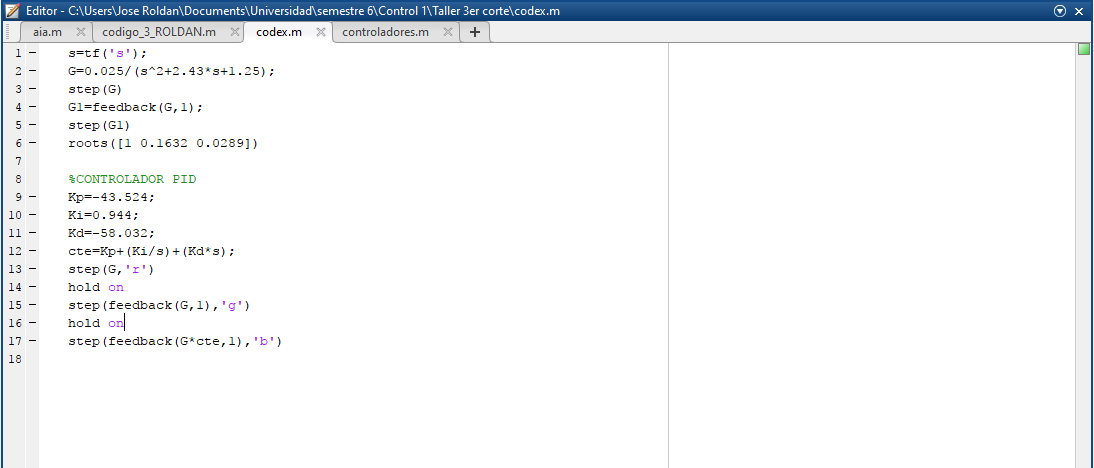 Editor - C:\Users\Jose Roldan\Documents\Universidad\semestre 6\Control 1\Taller 3er corte\codex.m
aia.m codigo_3_ROLDAN.m codex.m controladores.m +
1 - s=tf('s');
2 - G=0.025/(s^2+2.43*s+1.25);
3 - step(G)
4 - G1=feedback(G,1);
5 - step(G1)
6 - roots([1 0.1632 0.0289])
7
8 %CONTROLADOR PID
9 - Kp=-43.524;
10 - Ki=0.944;
11 - Kd=-58.032;
12 - cte=Kp+(Ki/s)+(Kd*s);
13 - step(G,'r')
14 - hold on
15 - step(feedback(G,1),'g')
16 - hold on
17 - step(feedback(G*cte,1),'b')
18